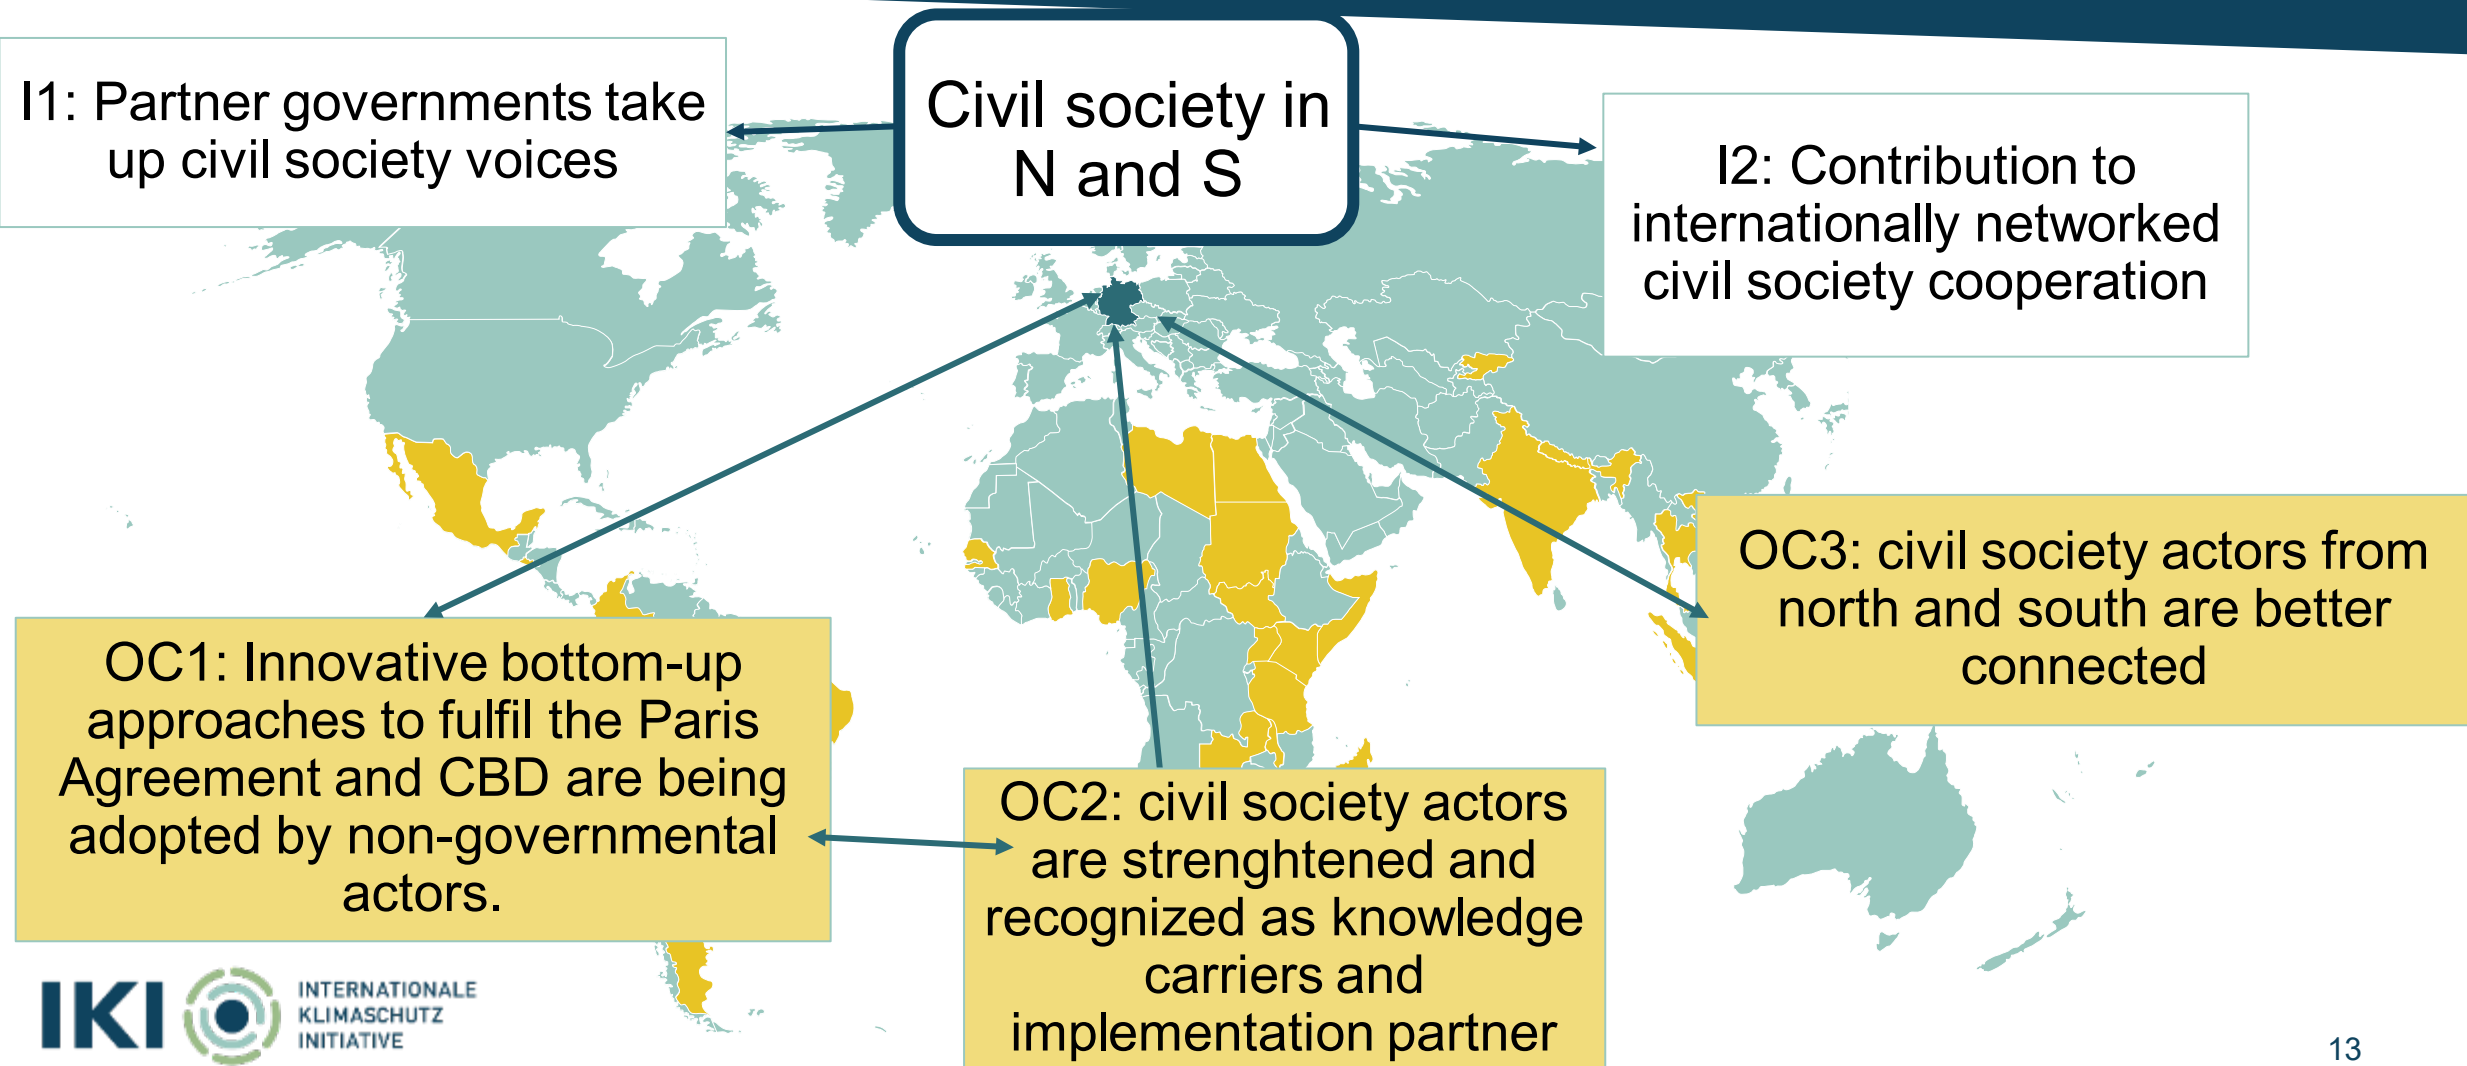 I1: Partner governments take
up civil society voices
Civil society in
N and S
I2: Contribution to
internationally networked
civil society cooperation
OC3: civil society actors from
north and south are better
connected
OC1: Innovative bottom-up
approaches to fulfil the Paris
Agreement and CBD are being
adopted by non-governmental
actors.
OC2: civil society actors
are strenghtened and
recognized as knowledge
carriers and
implementation partner
IKI
INTERNATIONALE
KLIMASCHUTZ
INITIATIVE
13